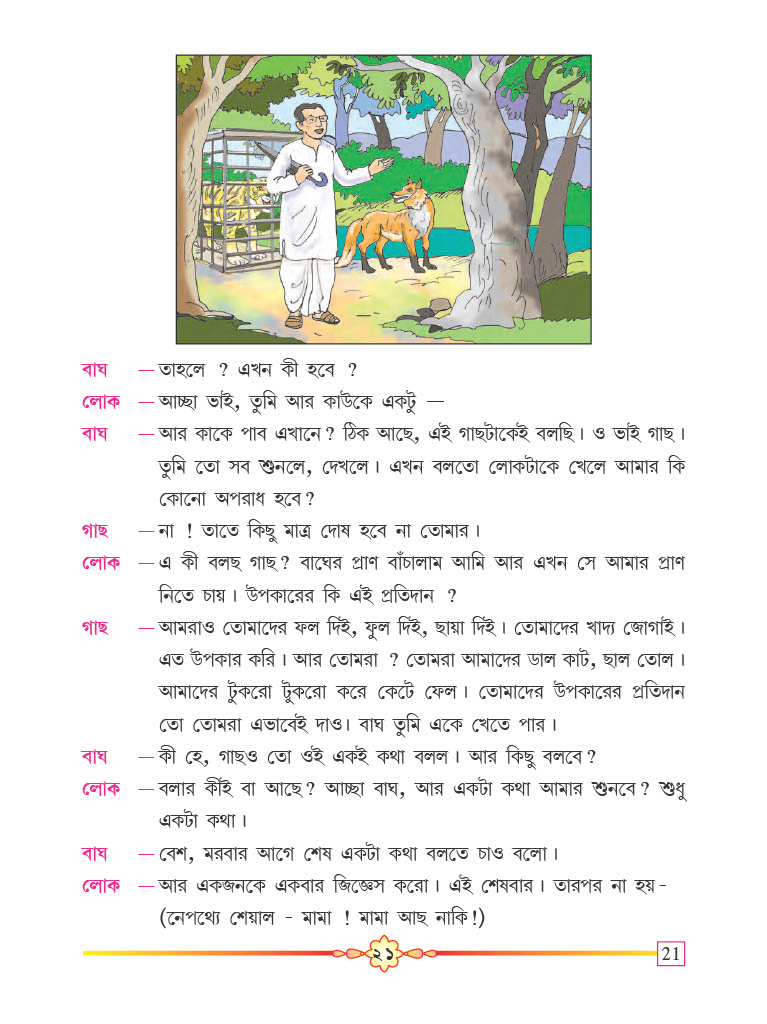 বাঘ — তাহলে ? এখন কী হবে ?
লোক — আচ্ছা ভাই, তুমি আর কাউকে একটু —
বাঘ — আর কাকে পাব এখানে? ঠিক আছে, এই গাছটাকেই বলছি। ও ভাই গাছ।
তুমি তো সব শুনলে, দেখলে। এখন বলতো লোকটাকে খেলে আমার কি
কোনো অপরাধ হবে?
গাছ — না ! তাতে কিছু মাত্র দোষ হবে না তোমার।
লোক — এ কী বলছ গাছ? বাঘের প্রাণ বাঁচালাম আমি আর এখন সে আমার প্রাণ
নিতে চায়। উপকারের কি এই প্রতিদান ?
গাছ — আমরাও তোমাদের ফল দিই, ফুল দিই, ছায়া দিই। তোমাদের খাদ্য জোগাই।
এত উপকার করি। আর তোমরা ? তোমরা আমাদের ডাল কাট, ছাল তোল।
আমাদের টুকরো টুকরো করে কেটে ফেল। তোমাদের উপকারের প্রতিদান
তো তোমরা এভাবেই দাও। বাঘ তুমি একে খেতে পার।
বাঘ — কী হে, গাছও তো ওই একই কথা বলল। আর কিছু বলবে?
লোক — বলার কীই বা আছে? আচ্ছা বাঘ, আর একটা কথা আমার শুনবে? শুধু
একটা কথা।
বাঘ — বেশ, মরবার আগে শেষ একটা কথা বলতে চাও বলো।
লোক — আর একজনকে একবার জিজ্ঞেস করো। এই শেষবার। তারপর না হয় -
(নেপথ্যে শেয়াল - মামা ! মামা আছ নাকি!)
২১ 21